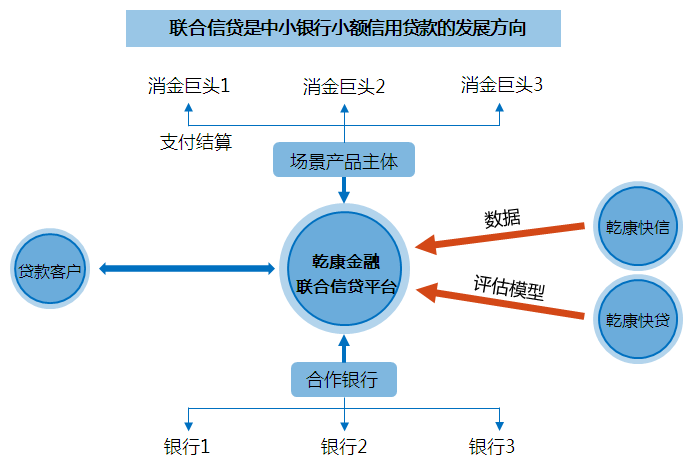 联合信贷是中小银行小额信用贷款的发展方向
消金巨头1
消金巨头2
消金巨头3
支付结算
场景产品主体
数据
乾康快信
贷款客户
乾康金融
联合信贷平台
评估模型
乾康快贷
合作银行
银行1
银行2
银行3